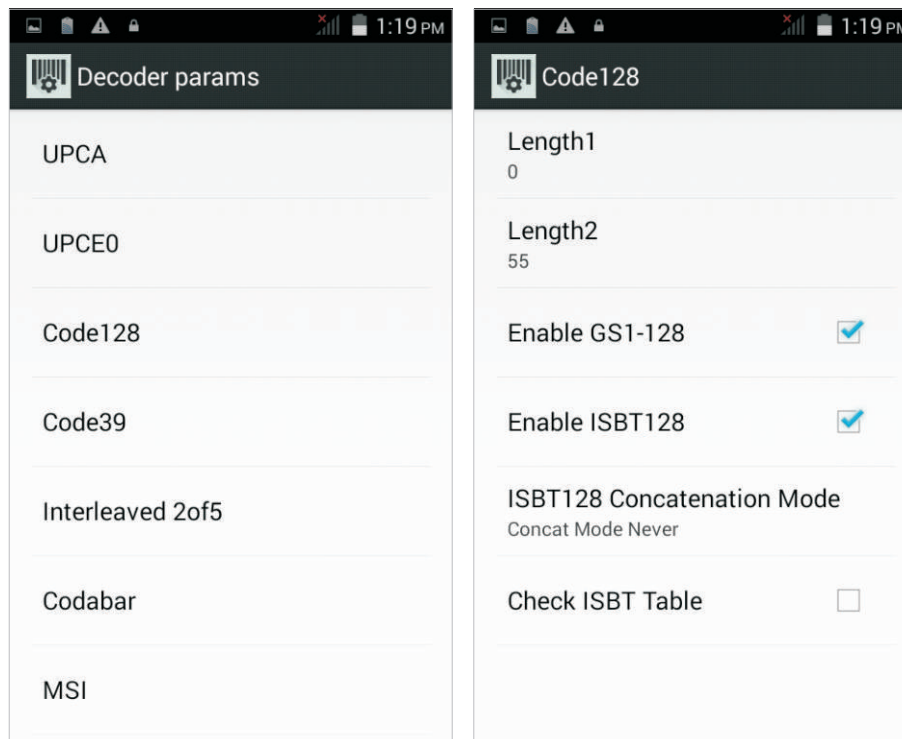 1:19 PM
Decoder params
UPCA
UPCE0
Code128
Code39
Interleaved 2of5
Codabar
MSI
1:19 PM
Code128
Length1
0
Length2
55
Enable GS1-128
Enable ISBT128
ISBT128 Concatenation Mode
Concat Mode Never
Check ISBT Table